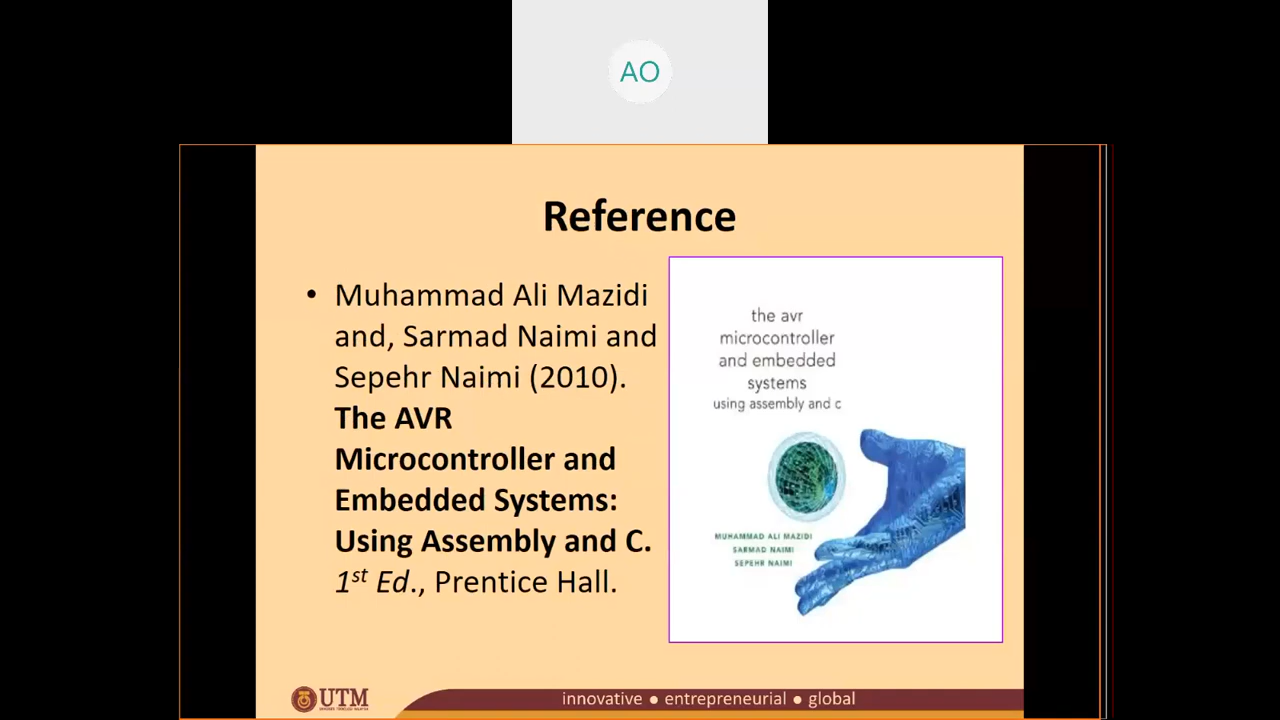 AO
Reference
• Muhammad Ali Mazidi
and, Sarmad Naimi and
Sepehr Naimi (2010).
The AVR
Microcontroller and
Embedded Systems:
Using Assembly and C.
1st Ed., Prentice Hall.
the avr
microcontroller
and embedded
systems
using assembly and c
MUHAMMAD ALI MAZIDI
SARMAD NAIMI
SEPEHR NAIMI
UTM
innovative ● entrepreneurial ● global